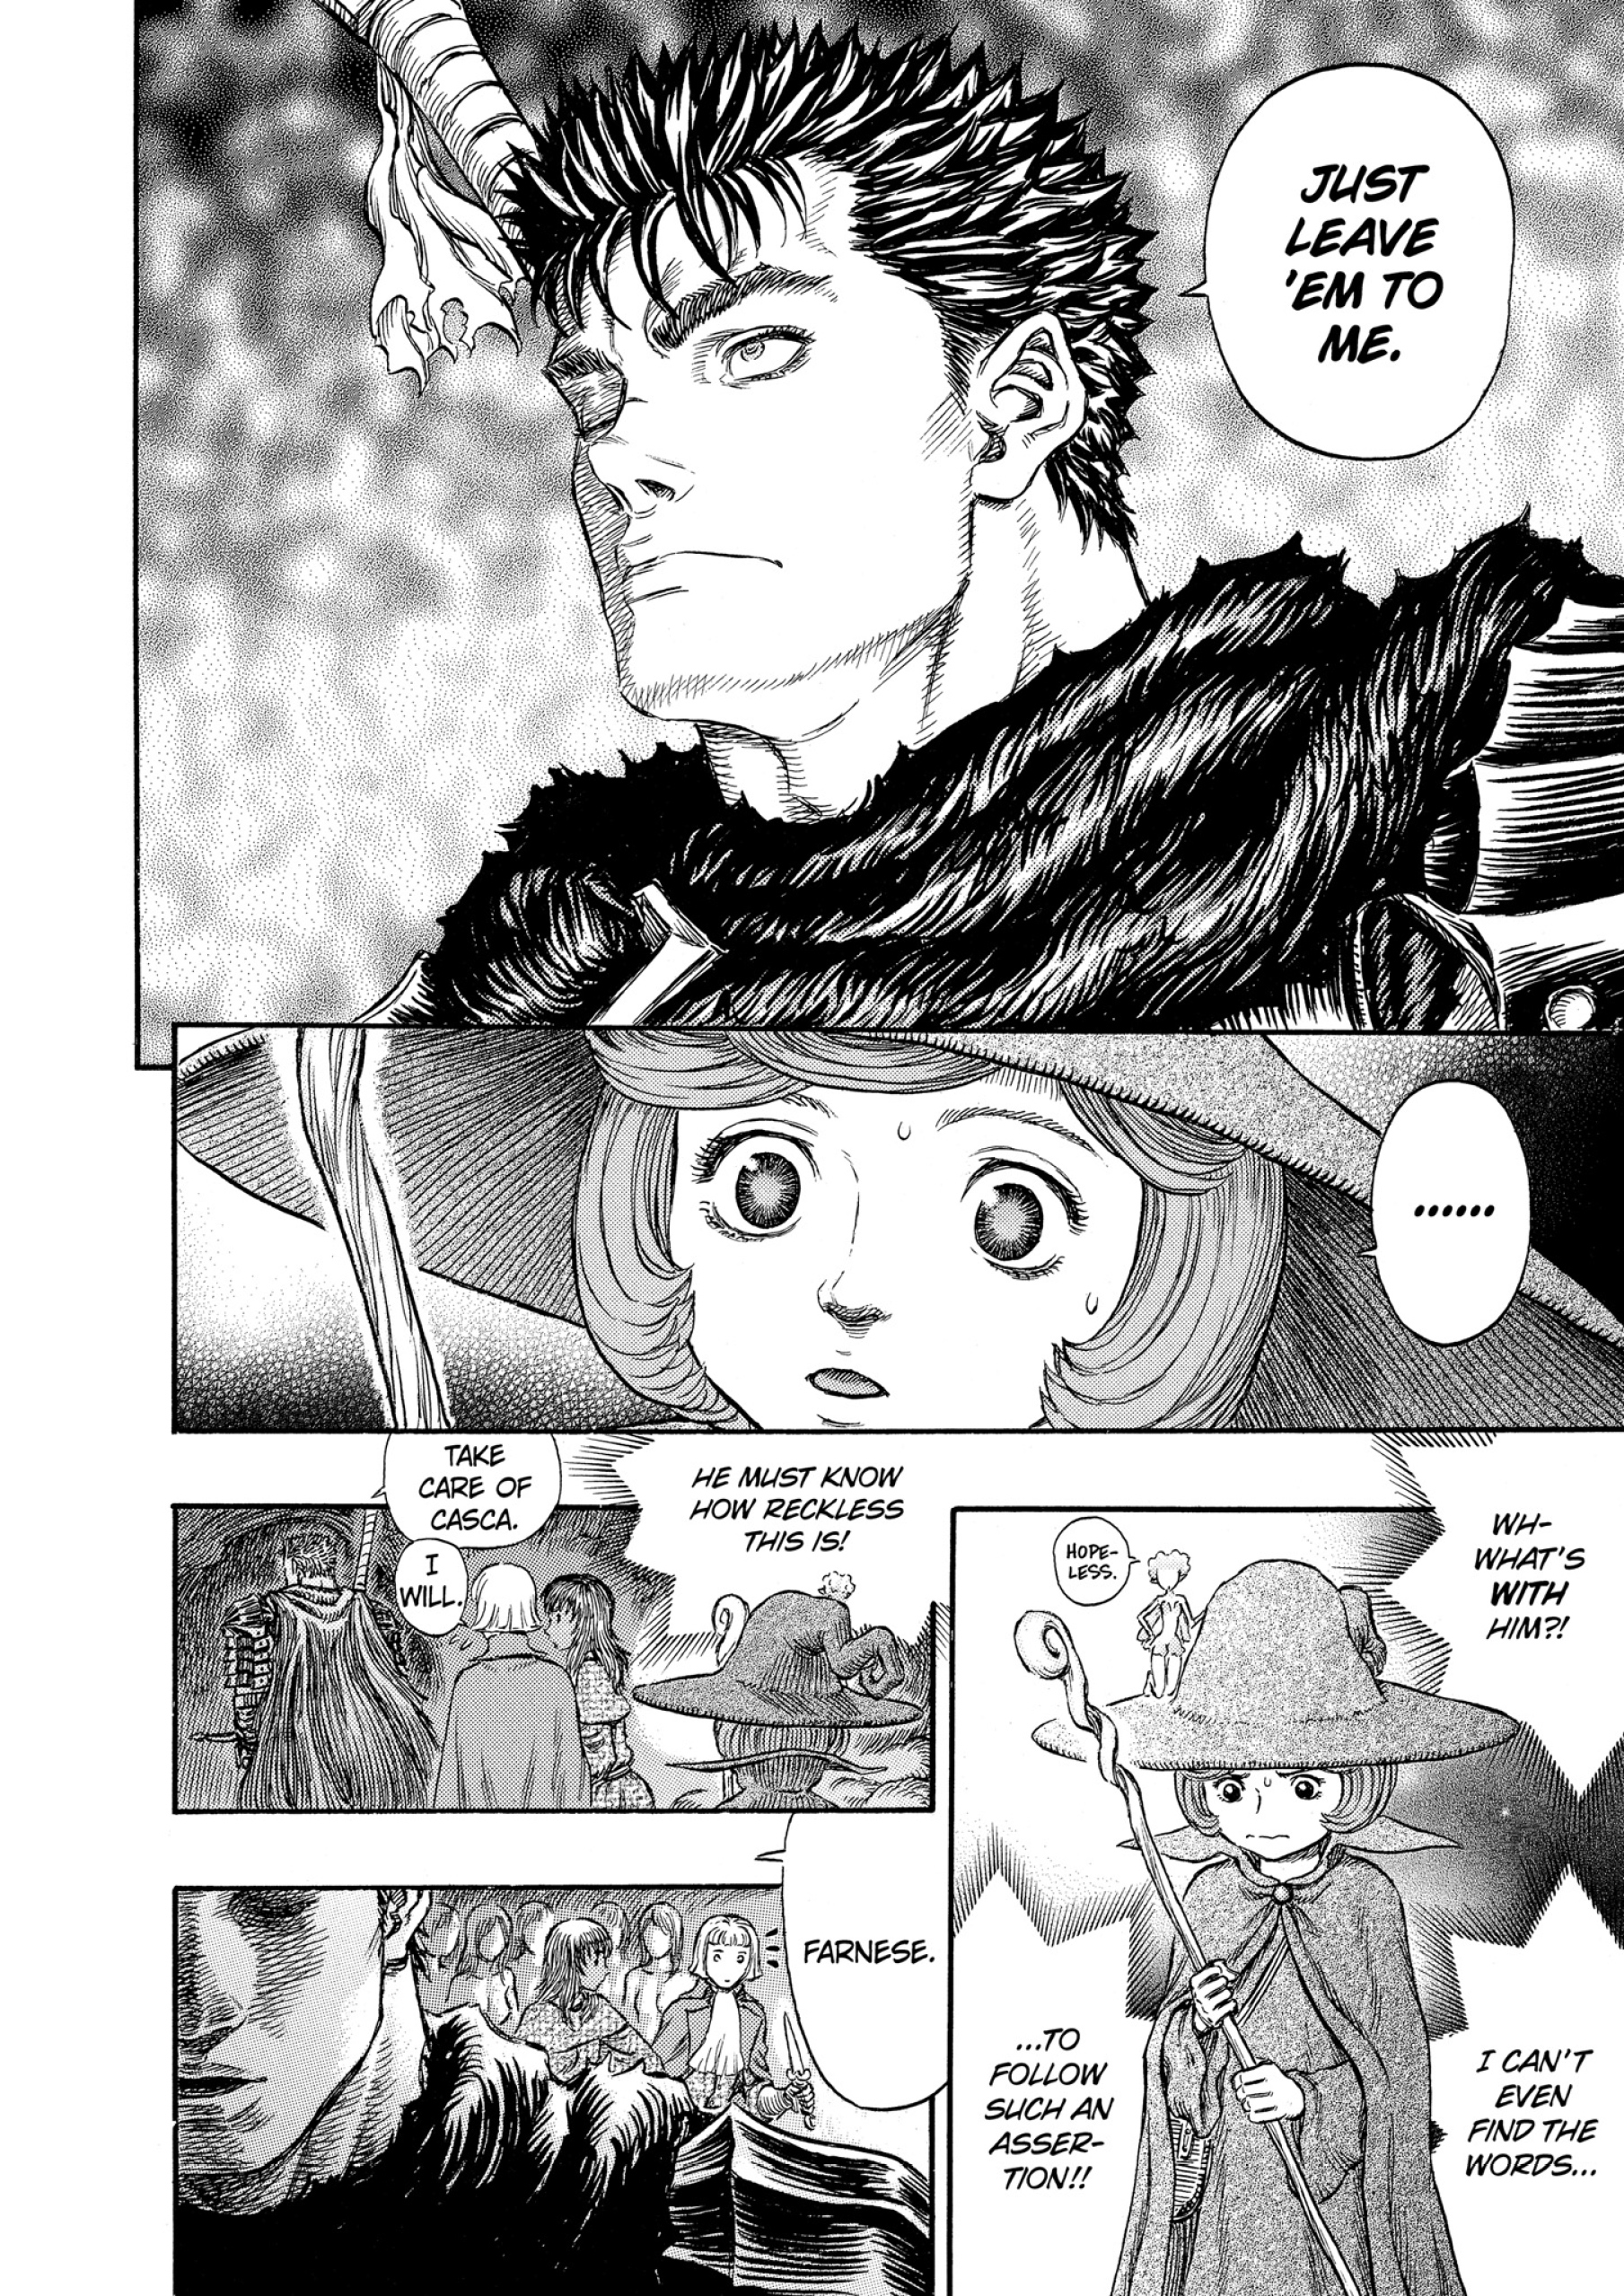 JUST
LEAVE
'EM TO
ME.
......
WH-
WHAT'S
WITH
HIM?!
HOPE-
LESS.
I CAN'T
EVEN
FIND THE
WORDS...
...TO
FOLLOW
SUCH AN
ASSER-
TION!!
HE MUST KNOW
HOW RECKLESS
THIS IS!
TAKE
CARE OF
CASCA.
I
WILL.
FARNESE.